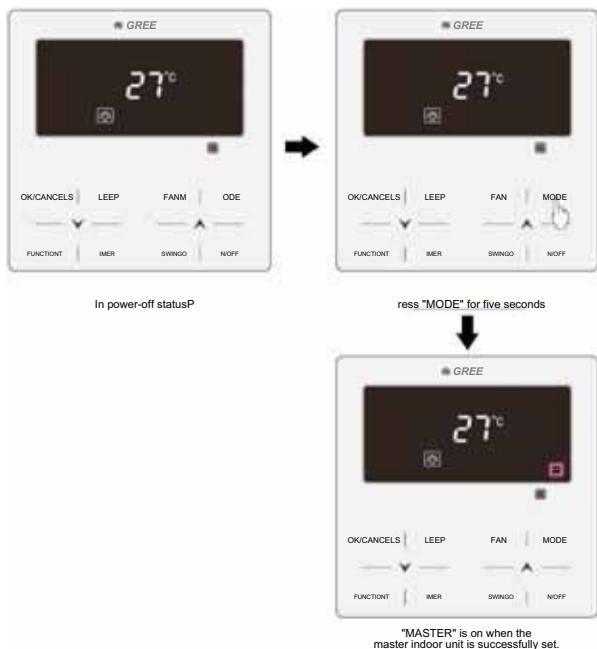 GREE
27°C
GREE
27°C
OK/CANCELS LEEP FANM ODE
FUNCTIONT IMER SWINGO N/OFF
OK/CANCELS LEEP FAN MODE
FUNCTIONT IMER SWINGO N/OFF
In power-off statusP
ress "MODE" for five seconds
GREE
27°C
OK/CANCELS LEEP FAN MODE
FUNCTIONT IMER SWINGO N/OFF
"MASTER" is on when the
master indoor unit is successfully set.